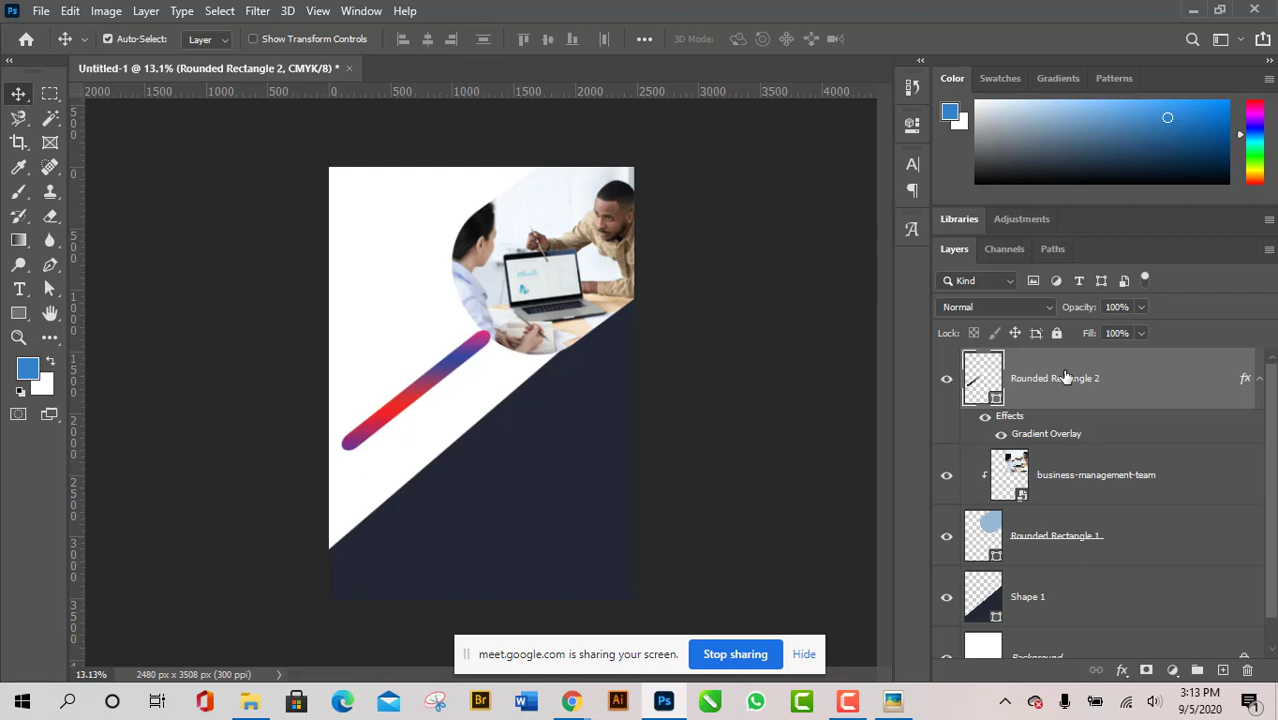 Ps File Edit Image Layer Type Select Filter 3D View Window Help
Auto-Select: Layer Show Transform Controls 3D Mode:
Untitled-1 @ 13.1% (Rounded Rectangle 2, CMYK/8) *
2000 1500 1000 500 0 500 1000 1500 2000 2500 3000 3500 4000
Color Swatches Gradients Patterns
Libraries Adjustments
Layers Channels Paths
Kind
Normal Opacity: 100%
Lock: Fill: 100%
Rounded Rectangle 2 fx
Effects
Gradient Overlay
business-management-team
Rounded Rectangle 1
Shape 1
Background
meet.google.com is sharing your screen. Stop sharing Hide
13.13% 2480 px x 3508 px (300 ppi)
Br W Ai Ps
5/2020